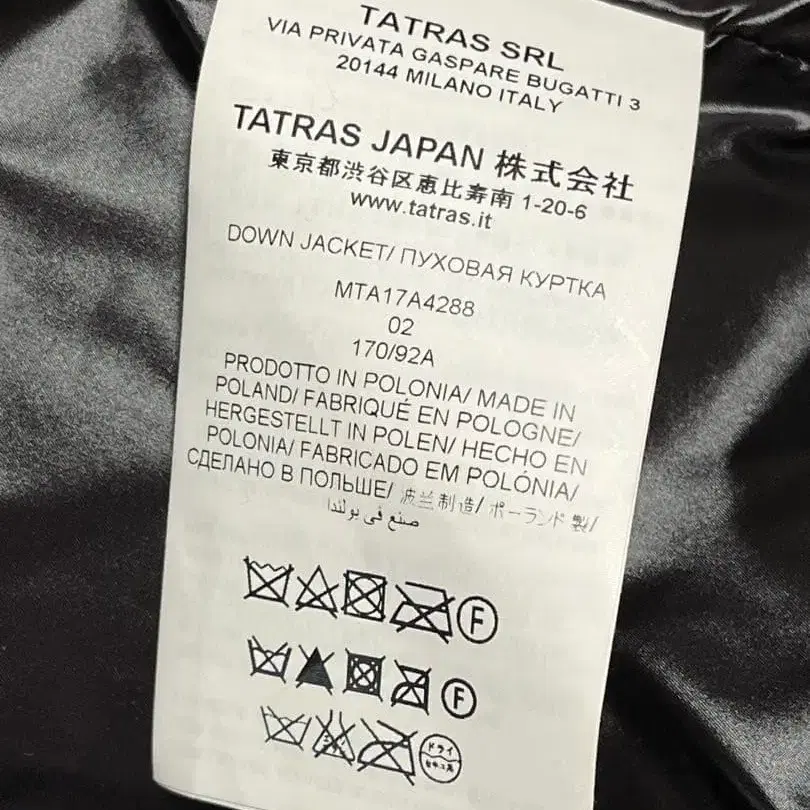 TATRAS SRL
VIA PRIVATA GASPARE BUGATTI 3
20144 MILANO ITALY
TATRAS JAPAN 株式会社
東京都渋谷区恵比寿南 1-20-6
www.tatras.it
DOWN JACKET/ ПУХОВАЯ КУРТКА
MTA17A4288
02
170/92A
PRODOTTO IN POLONIA/ MADE IN
POLAND/ FABRIQUÉ EN POLOGNE/
HERGESTELLT IN POLEN/ HECHO EN
POLONIA/ FABRICADO EM POLÓNIA/
СДЕЛАНО В ПОЛЬШЕ/ 波兰制造/ ポーランド製/
صنع في بولندا
F
F
ドライ
セキユ系